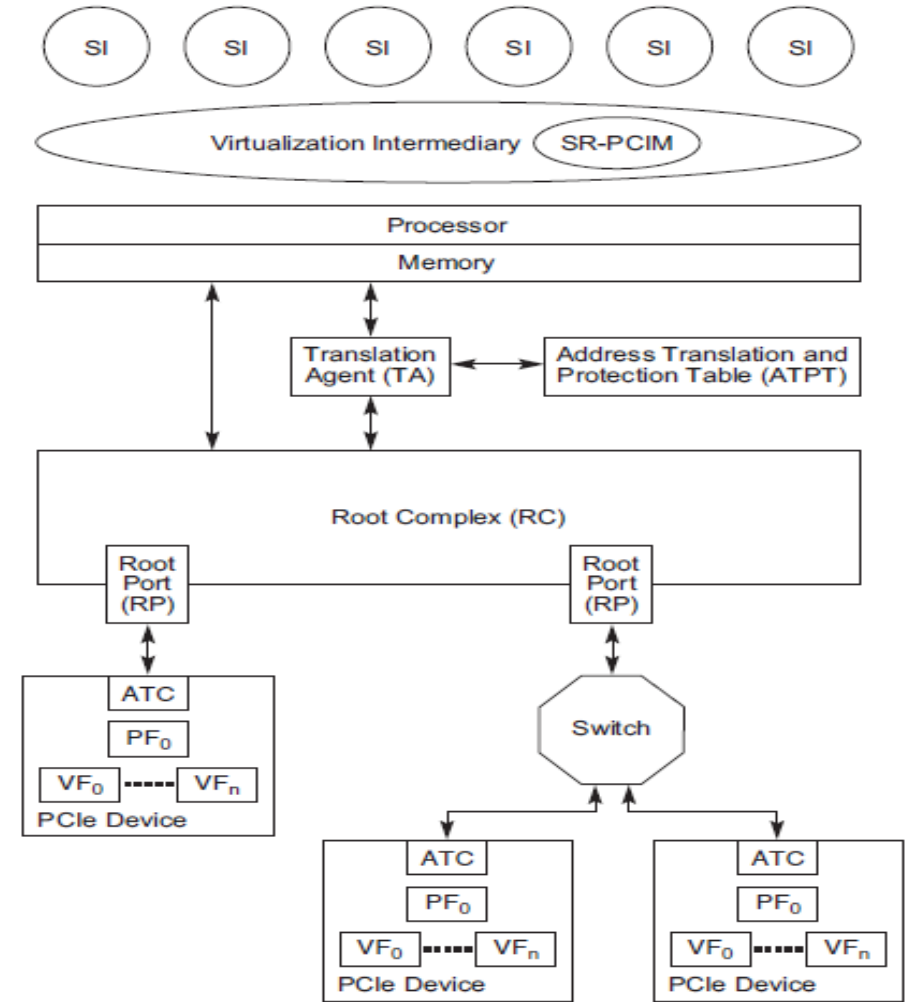 SI SI SI SI SI SI
Virtualization Intermediary SR-PCIM
Processor
Memory
Translation
Agent (TA)
Address Translation and
Protection Table (ATPT)
Root Complex (RC)
Root
Port
(RP)
Root
Port
(RP)
ATC
PF₀
VF₀ VFₙ
PCIe Device
Switch
ATC
PF₀
VF₀ VFₙ
PCIe Device
ATC
PF₀
VF₀ VFₙ
PCIe Device